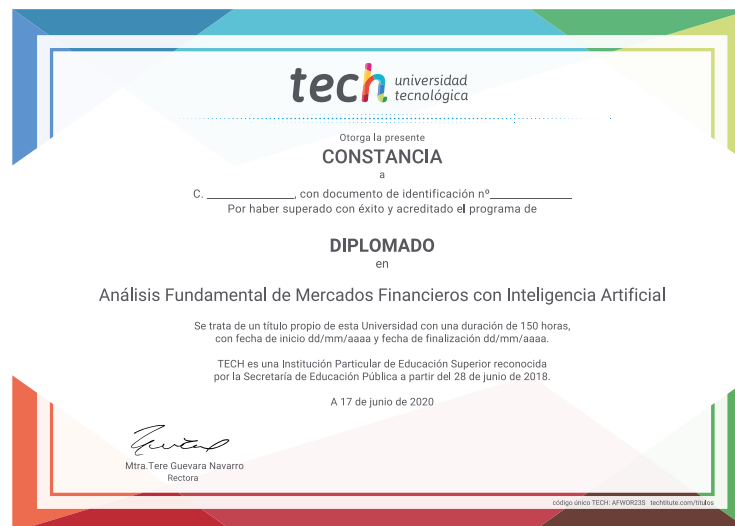 tech universidad
tecnológica
Otorga la presente
CONSTANCIA
a
C. ______________, con documento de identificación nº____________
Por haber superado con éxito y acreditado el programa de
DIPLOMADO
en
Análisis Fundamental de Mercados Financieros con Inteligencia Artificial
Se trata de un título propio de esta Universidad con una duración de 150 horas,
con fecha de inicio dd/mm/aaaa y fecha de finalización dd/mm/aaaa.
TECH es una Institución Particular de Educación Superior reconocida
por la Secretaría de Educación Pública a partir del 28 de junio de 2018.
A 17 de junio de 2020
Mtra.Tere Guevara Navarro
Rectora
código único TECH: AFWOR23S techtitute.com/titulos